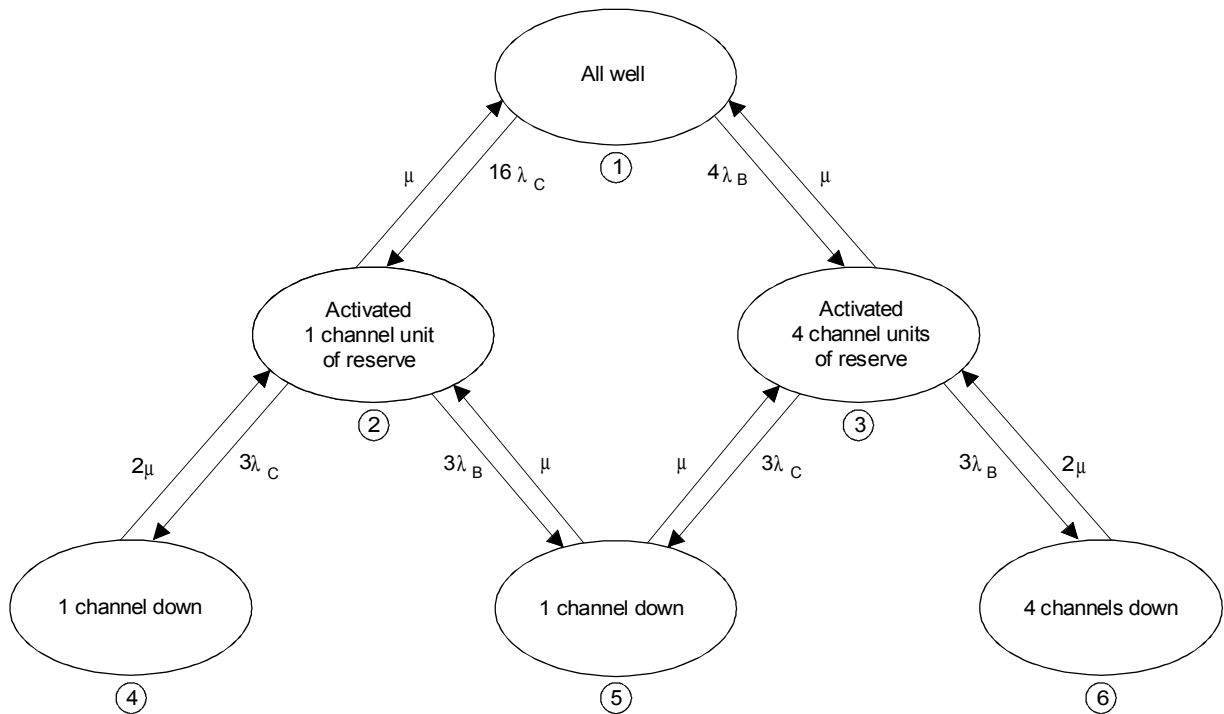 All well
1
μ
16 λ C
4λ B
μ
Activated
1 channel unit
of reserve
2
Activated
4 channel units
of reserve
3
2μ
3λ C
3λ B
μ
μ
3λ C
3λ B
2μ
1 channel down
4
1 channel down
5
4 channels down
6